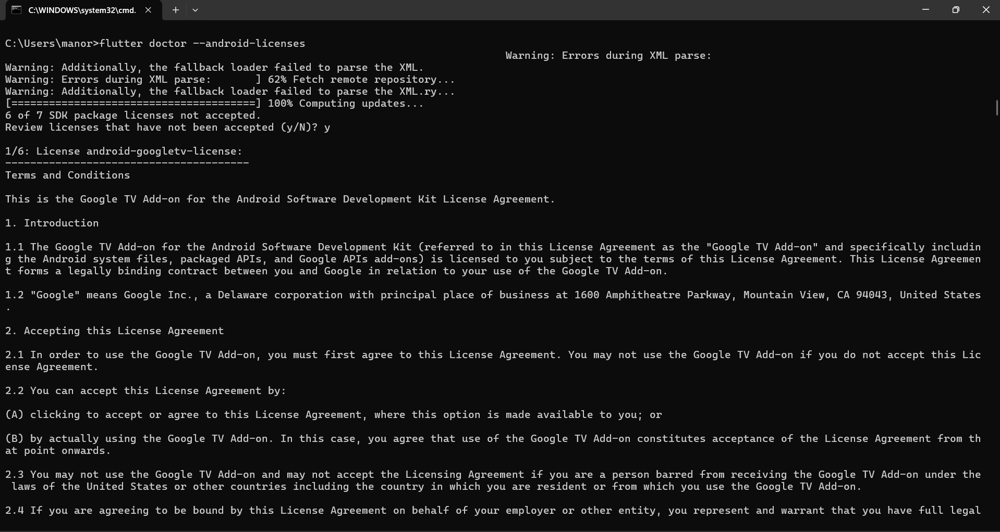 C:\WINDOWS\system32\cmd.
C:\Users\manor>flutter doctor --android-licenses
Warning: Errors during XML parse:
Warning: Additionally, the fallback loader failed to parse the XML.
Warning: Errors during XML parse:       ] 62% Fetch remote repository...
Warning: Additionally, the fallback loader failed to parse the XML.ry...
[=======================================] 100% Computing updates...
6 of 7 SDK package licenses not accepted.
Review licenses that have not been accepted (y/N)? y
1/6: License android-googletv-license:
---------------------------------------
Terms and Conditions
This is the Google TV Add-on for the Android Software Development Kit License Agreement.
1. Introduction
1.1 The Google TV Add-on for the Android Software Development Kit (referred to in this License Agreement as the "Google TV Add-on" and specifically includin
g the Android system files, packaged APIs, and Google APIs add-ons) is licensed to you subject to the terms of this License Agreement. This License Agreemen
t forms a legally binding contract between you and Google in relation to your use of the Google TV Add-on.
1.2 "Google" means Google Inc., a Delaware corporation with principal place of business at 1600 Amphitheatre Parkway, Mountain View, CA 94043, United States
.
2. Accepting this License Agreement
2.1 In order to use the Google TV Add-on, you must first agree to this License Agreement. You may not use the Google TV Add-on if you do not accept this Lic
ense Agreement.
2.2 You can accept this License Agreement by:
(A) clicking to accept or agree to this License Agreement, where this option is made available to you; or
(B) by actually using the Google TV Add-on. In this case, you agree that use of the Google TV Add-on constitutes acceptance of the License Agreement from th
at point onwards.
2.3 You may not use the Google TV Add-on and may not accept the Licensing Agreement if you are a person barred from receiving the Google TV Add-on under the
 laws of the United States or other countries including the country in which you are resident or from which you use the Google TV Add-on.
2.4 If you are agreeing to be bound by this License Agreement on behalf of your employer or other entity, you represent and warrant that you have full legal